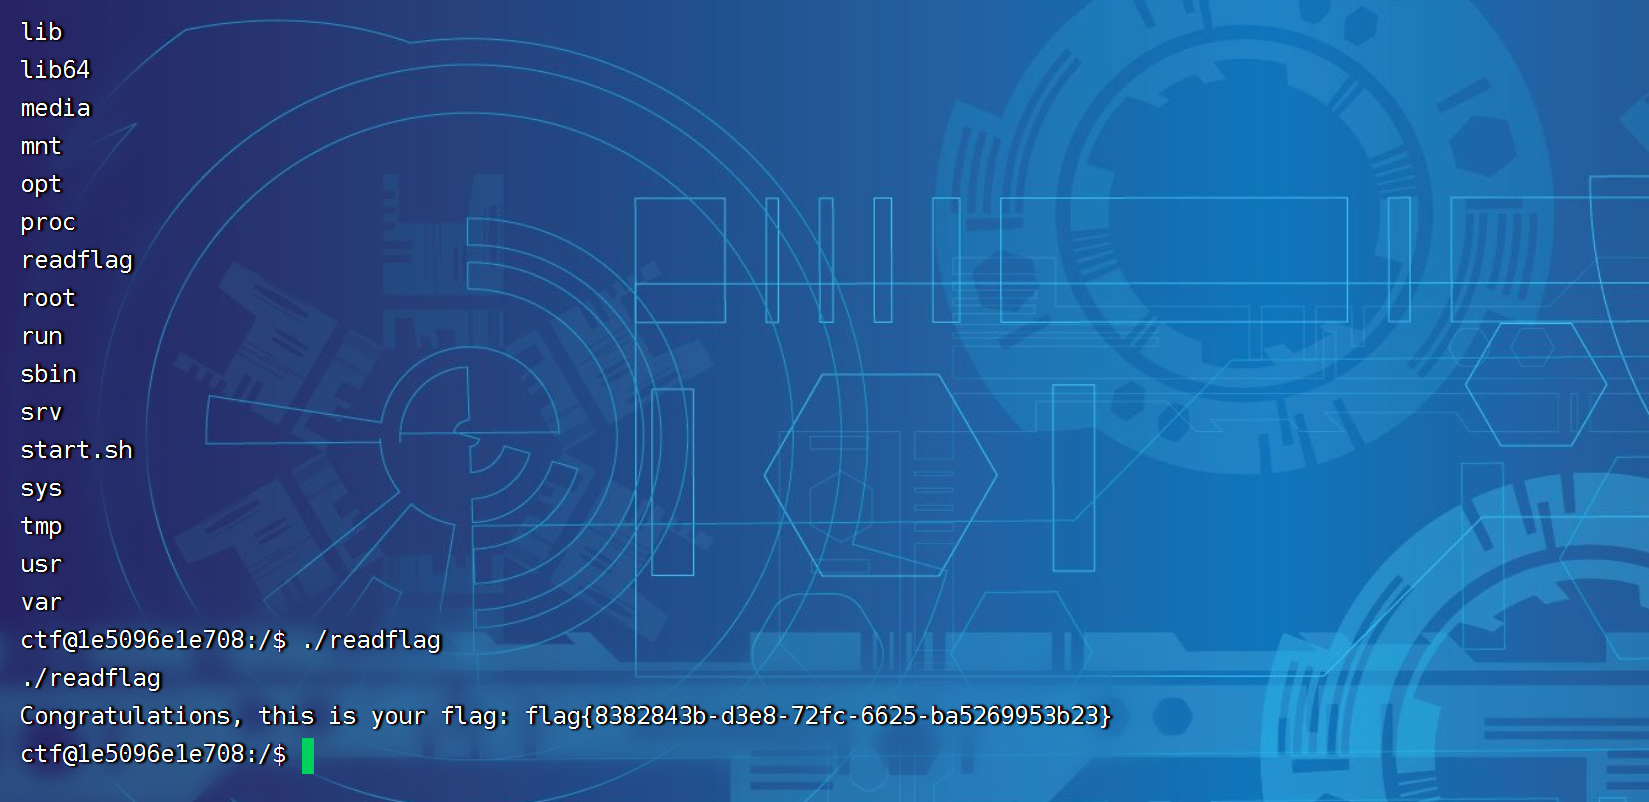 lib
lib64
media
mnt
opt
proc
readflag
root
run
sbin
srv
start.sh
sys
tmp
usr
var
ctf@1e5096e1e708:/$ ./readflag
./readflag
Congratulations, this is your flag: flag{8382843b-d3e8-72fc-6625-ba5269953b23}
ctf@1e5096e1e708:/$